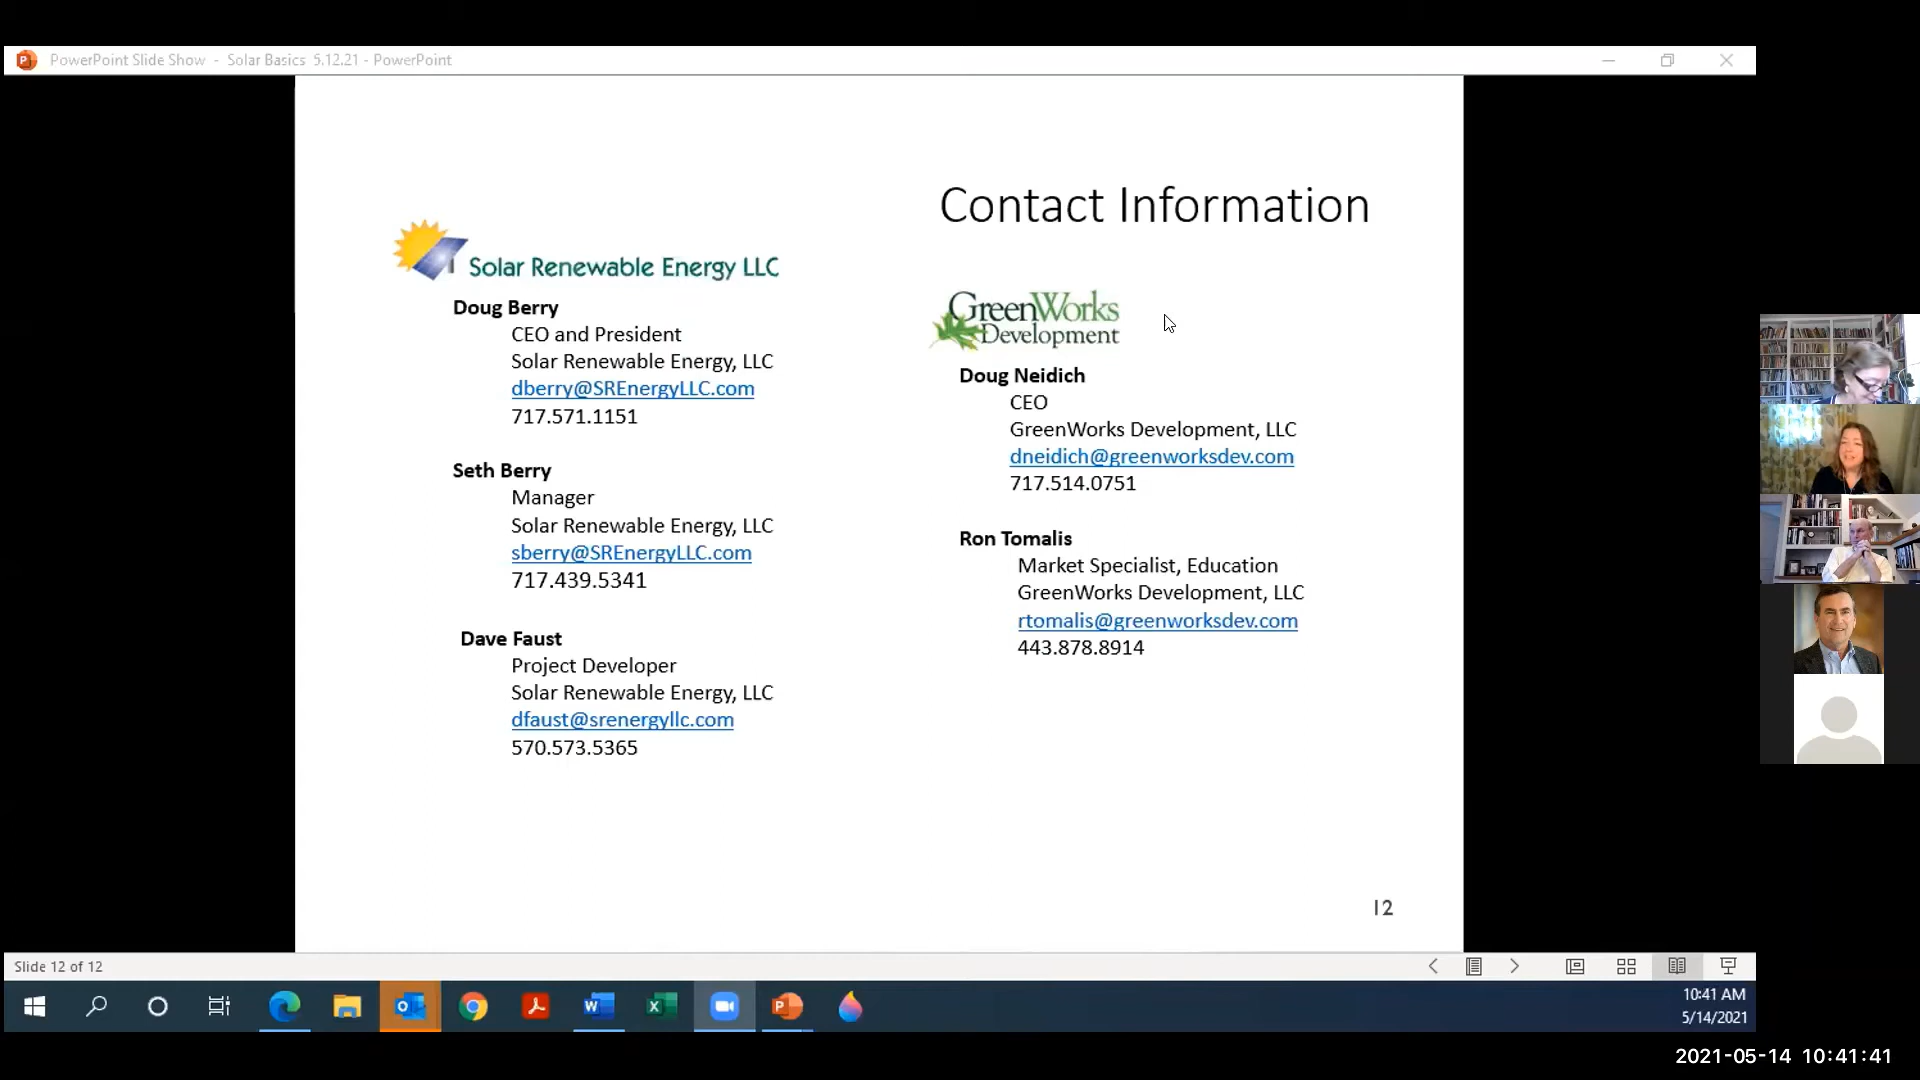 PowerPoint Slide Show - Solar Basics 5.12.21 - PowerPoint
Contact Information
Solar Renewable Energy LLC
Doug Berry
CEO and President
Solar Renewable Energy, LLC
dberry@SREnergyLLC.com
717.571.1151
Seth Berry
Manager
Solar Renewable Energy, LLC
sberry@SREnergyLLC.com
717.439.5341
Dave Faust
Project Developer
Solar Renewable Energy, LLC
dfaust@srenergyllc.com
570.573.5365
GreenWorks
Development
Doug Neidich
CEO
GreenWorks Development, LLC
dneidich@greenworksdev.com
717.514.0751
Ron Tomalis
Market Specialist, Education
GreenWorks Development, LLC
rtomalis@greenworksdev.com
443.878.8914
12
Slide 12 of 12
10:41 AM
5/14/2021
2021-05-14 10:41:41